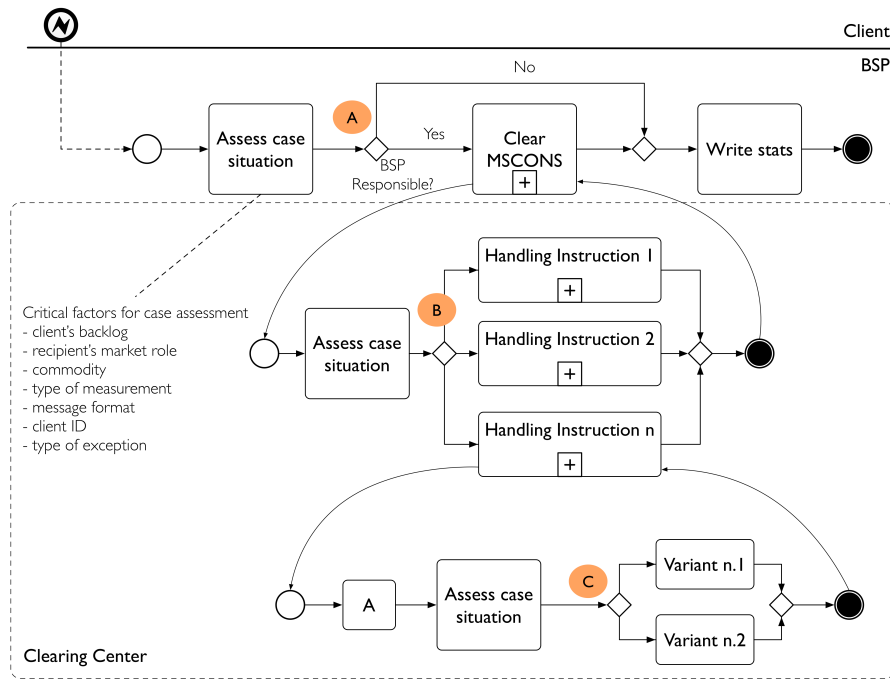 Client
BSP
No
A
Yes
Assess case
situation
BSP
Responsible?
Clear
MSCONS
+
Write stats
Critical factors for case assessment
- client's backlog
- recipient's market role
- commodity
- type of measurement
- message format
- client ID
- type of exception
Assess case
situation
B
Handling Instruction 1
+
Handling Instruction 2
+
Handling Instruction n
+
A
Assess case
situation
C
Variant n.1
Variant n.2
Clearing Center